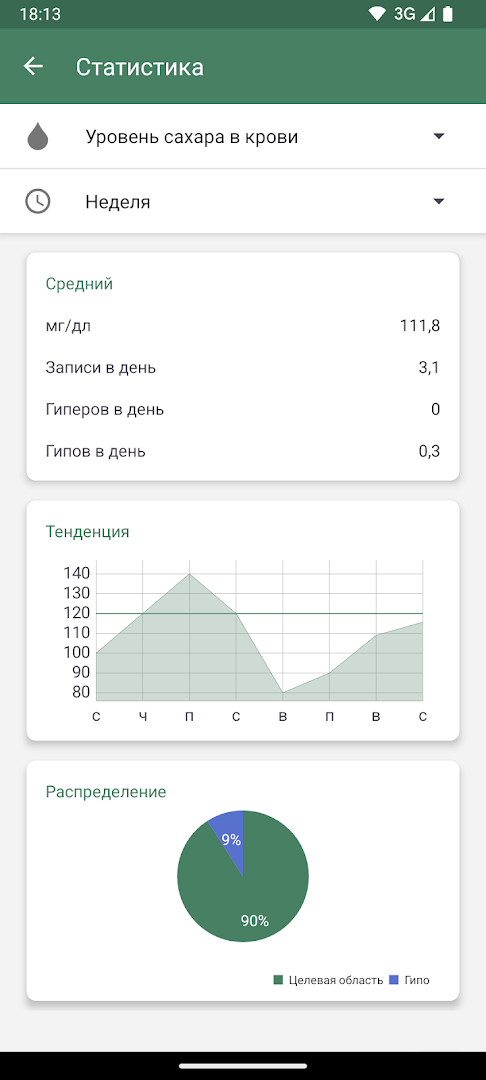 18:13 3G
Статистика
Уровень сахара в крови
Неделя
Средний
мг/дл 111,8
Записи в день 3,1
Гиперов в день 0
Гипов в день 0,3
Тенденция
140
130
120
110
100
90
80
С Ч П С В П В С
Распределение
9%
90%
Целевая область Гипо